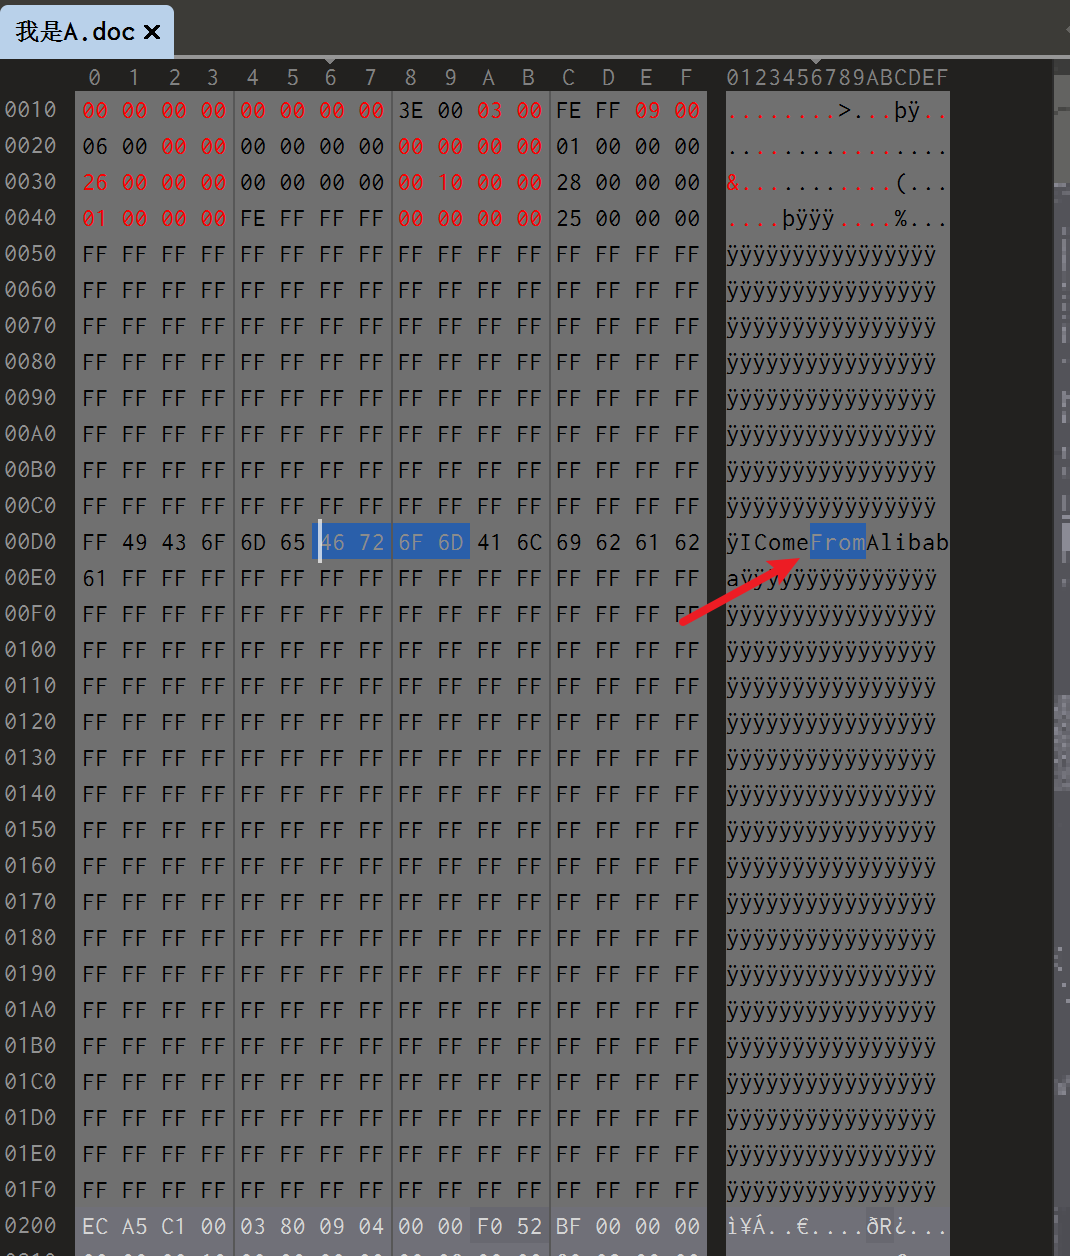 我是A.doc ×
0 1 2 3 4 5 6 7 8 9 A B C D E F 0123456789ABCDEF
0010 00 00 00 00 00 00 00 00 3E 00 03 00 FE FF 09 00 ........>...þÿ..
0020 06 00 00 00 00 00 00 00 00 00 00 00 01 00 00 00 ................
0030 26 00 00 00 00 00 00 00 00 10 00 00 28 00 00 00 &...........(...
0040 01 00 00 00 FE FF FF FF 00 00 00 00 25 00 00 00 ....þÿÿÿ....%...
0050 FF FF FF FF FF FF FF FF FF FF FF FF FF FF FF FF ÿÿÿÿÿÿÿÿÿÿÿÿÿÿÿÿ
0060 FF FF FF FF FF FF FF FF FF FF FF FF FF FF FF FF ÿÿÿÿÿÿÿÿÿÿÿÿÿÿÿÿ
0070 FF FF FF FF FF FF FF FF FF FF FF FF FF FF FF FF ÿÿÿÿÿÿÿÿÿÿÿÿÿÿÿÿ
0080 FF FF FF FF FF FF FF FF FF FF FF FF FF FF FF FF ÿÿÿÿÿÿÿÿÿÿÿÿÿÿÿÿ
0090 FF FF FF FF FF FF FF FF FF FF FF FF FF FF FF FF ÿÿÿÿÿÿÿÿÿÿÿÿÿÿÿÿ
00A0 FF FF FF FF FF FF FF FF FF FF FF FF FF FF FF FF ÿÿÿÿÿÿÿÿÿÿÿÿÿÿÿÿ
00B0 FF FF FF FF FF FF FF FF FF FF FF FF FF FF FF FF ÿÿÿÿÿÿÿÿÿÿÿÿÿÿÿÿ
00C0 FF FF FF FF FF FF FF FF FF FF FF FF FF FF FF FF ÿÿÿÿÿÿÿÿÿÿÿÿÿÿÿÿ
00D0 FF 49 43 6F 6D 65 46 72 6F 6D 41 6C 69 62 61 62 ÿIComeFromAlibab
00E0 61 FF FF FF FF FF FF FF FF FF FF FF FF FF FF FF aÿÿÿÿÿÿÿÿÿÿÿÿÿÿÿ
00F0 FF FF FF FF FF FF FF FF FF FF FF FF FF FF FF FF ÿÿÿÿÿÿÿÿÿÿÿÿÿÿÿÿ
0100 FF FF FF FF FF FF FF FF FF FF FF FF FF FF FF FF ÿÿÿÿÿÿÿÿÿÿÿÿÿÿÿÿ
0110 FF FF FF FF FF FF FF FF FF FF FF FF FF FF FF FF ÿÿÿÿÿÿÿÿÿÿÿÿÿÿÿÿ
0120 FF FF FF FF FF FF FF FF FF FF FF FF FF FF FF FF ÿÿÿÿÿÿÿÿÿÿÿÿÿÿÿÿ
0130 FF FF FF FF FF FF FF FF FF FF FF FF FF FF FF FF ÿÿÿÿÿÿÿÿÿÿÿÿÿÿÿÿ
0140 FF FF FF FF FF FF FF FF FF FF FF FF FF FF FF FF ÿÿÿÿÿÿÿÿÿÿÿÿÿÿÿÿ
0150 FF FF FF FF FF FF FF FF FF FF FF FF FF FF FF FF ÿÿÿÿÿÿÿÿÿÿÿÿÿÿÿÿ
0160 FF FF FF FF FF FF FF FF FF FF FF FF FF FF FF FF ÿÿÿÿÿÿÿÿÿÿÿÿÿÿÿÿ
0170 FF FF FF FF FF FF FF FF FF FF FF FF FF FF FF FF ÿÿÿÿÿÿÿÿÿÿÿÿÿÿÿÿ
0180 FF FF FF FF FF FF FF FF FF FF FF FF FF FF FF FF ÿÿÿÿÿÿÿÿÿÿÿÿÿÿÿÿ
0190 FF FF FF FF FF FF FF FF FF FF FF FF FF FF FF FF ÿÿÿÿÿÿÿÿÿÿÿÿÿÿÿÿ
01A0 FF FF FF FF FF FF FF FF FF FF FF FF FF FF FF FF ÿÿÿÿÿÿÿÿÿÿÿÿÿÿÿÿ
01B0 FF FF FF FF FF FF FF FF FF FF FF FF FF FF FF FF ÿÿÿÿÿÿÿÿÿÿÿÿÿÿÿÿ
01C0 FF FF FF FF FF FF FF FF FF FF FF FF FF FF FF FF ÿÿÿÿÿÿÿÿÿÿÿÿÿÿÿÿ
01D0 FF FF FF FF FF FF FF FF FF FF FF FF FF FF FF FF ÿÿÿÿÿÿÿÿÿÿÿÿÿÿÿÿ
01E0 FF FF FF FF FF FF FF FF FF FF FF FF FF FF FF FF ÿÿÿÿÿÿÿÿÿÿÿÿÿÿÿÿ
01F0 FF FF FF FF FF FF FF FF FF FF FF FF FF FF FF FF ÿÿÿÿÿÿÿÿÿÿÿÿÿÿÿÿ
0200 EC A5 C1 00 03 80 09 04 00 00 F0 52 BF 00 00 00 ì¥Á..€....ðR¿...